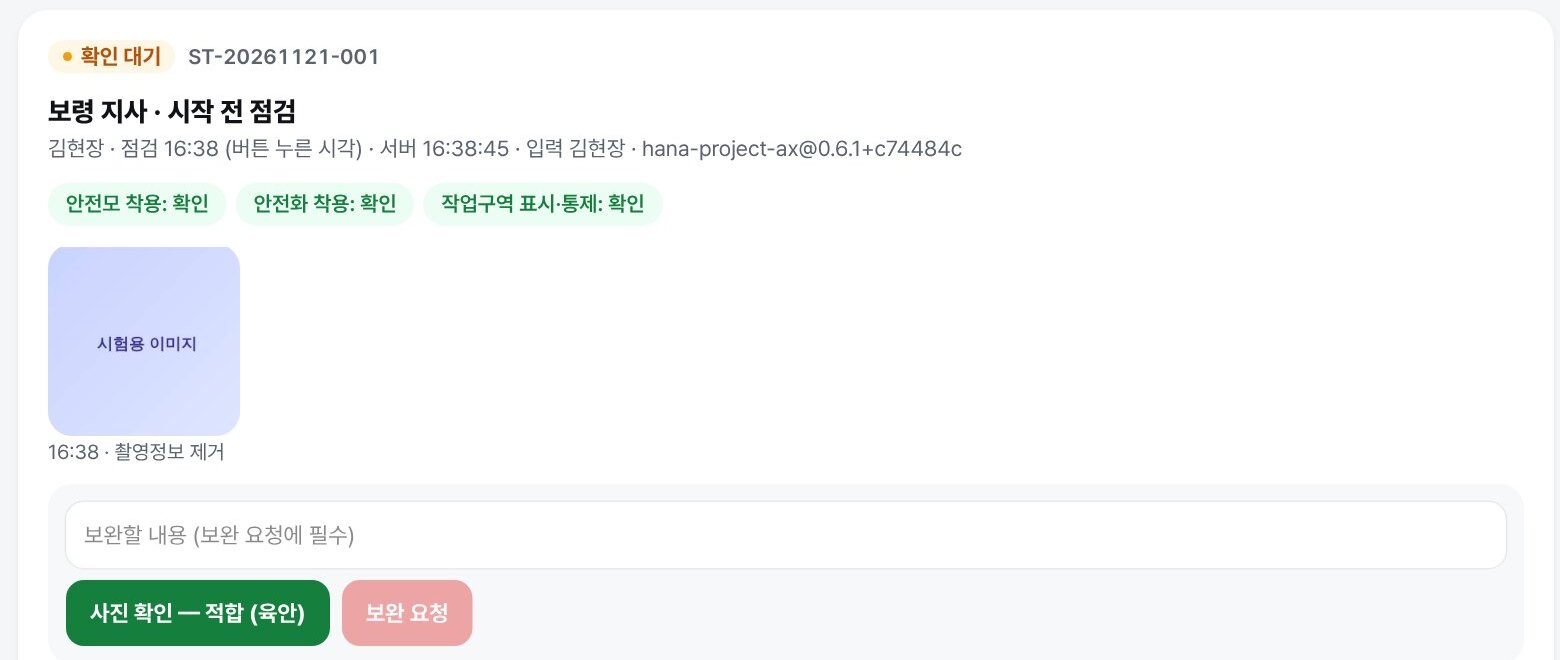 확인 대기 ST-20261121-001
보령 지사 · 시작 전 점검
김현장 · 점검 16:38 (버튼 누른 시각) · 서버 16:38:45 · 입력 김현장 · hana-project-ax@0.6.1+c74484c
안전모 착용: 확인 안전화 착용: 확인 작업구역 표시·통제: 확인
시험용 이미지
16:38 · 촬영정보 제거
보완할 내용 (보완 요청에 필수)
사진 확인 — 적합 (육안) 보완 요청